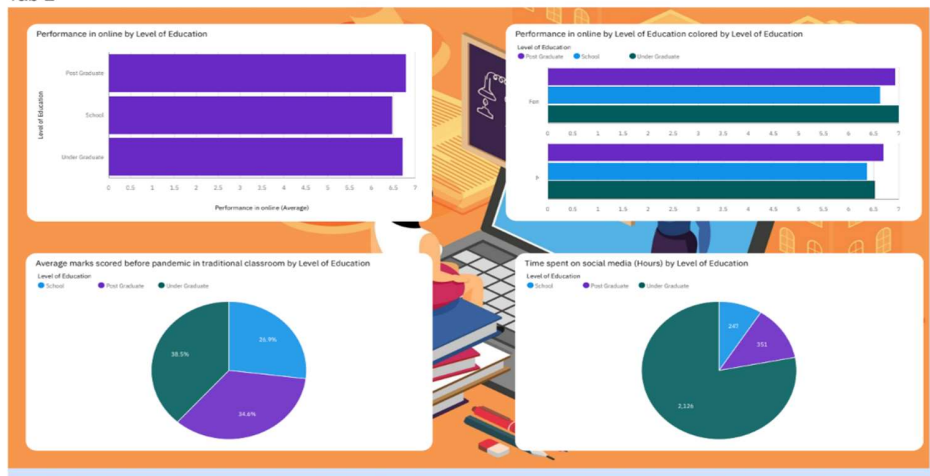 Performance in online by Level of Education
Level of Education
Post Graduate
School
Under Graduate
0 0.5 1 1.5 2 2.5 3 3.5 4 4.5 5 5.5 6 6.5 7
Performance in online (Average)
Performance in online by Level of Education colored by Level of Education
Level of Education
Post Graduate School Under Graduate
0 0.5 1 1.5 2 2.5 3 3.5 4 4.5 5 5.5 6 6.5 7
0 0.5 1 1.5 2 2.5 3 3.5 4 4.5 5 5.5 6 6.5 7
Average marks scored before pandemic in traditional classroom by Level of Education
Level of Education
School Post Graduate Under Graduate
26.9%
38.5%
34.6%
Time spent on social media (Hours) by Level of Education
Level of Education
School Post Graduate Under Graduate
247
351
2,126